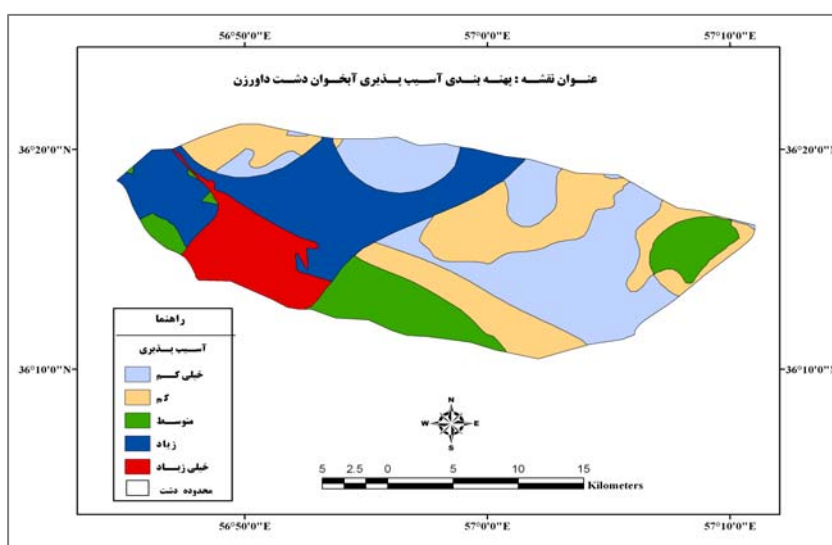 56°50'0"E
57°0'0"E
57°10'0"E
عنوان نقشه : پهنه بندی آسیب پذیری آبخوان دشت داورزن
36°20'0"N
36°20'0"N
36°10'0"N
36°10'0"N
راهنما
آسیب پذیری
خیلی کم
کم
متوسط
زیاد
خیلی زیاد
محدوده دشت
N
W E
S
5 2.5 0 5 10 15
Kilometers
56°50'0"E
57°0'0"E
57°10'0"E